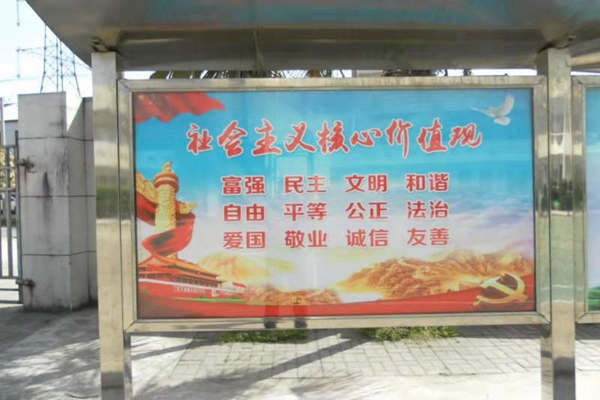 社会主义核心价值观
富强 民主 文明 和谐
自由 平等 公正 法治
爱国 敬业 诚信 友善